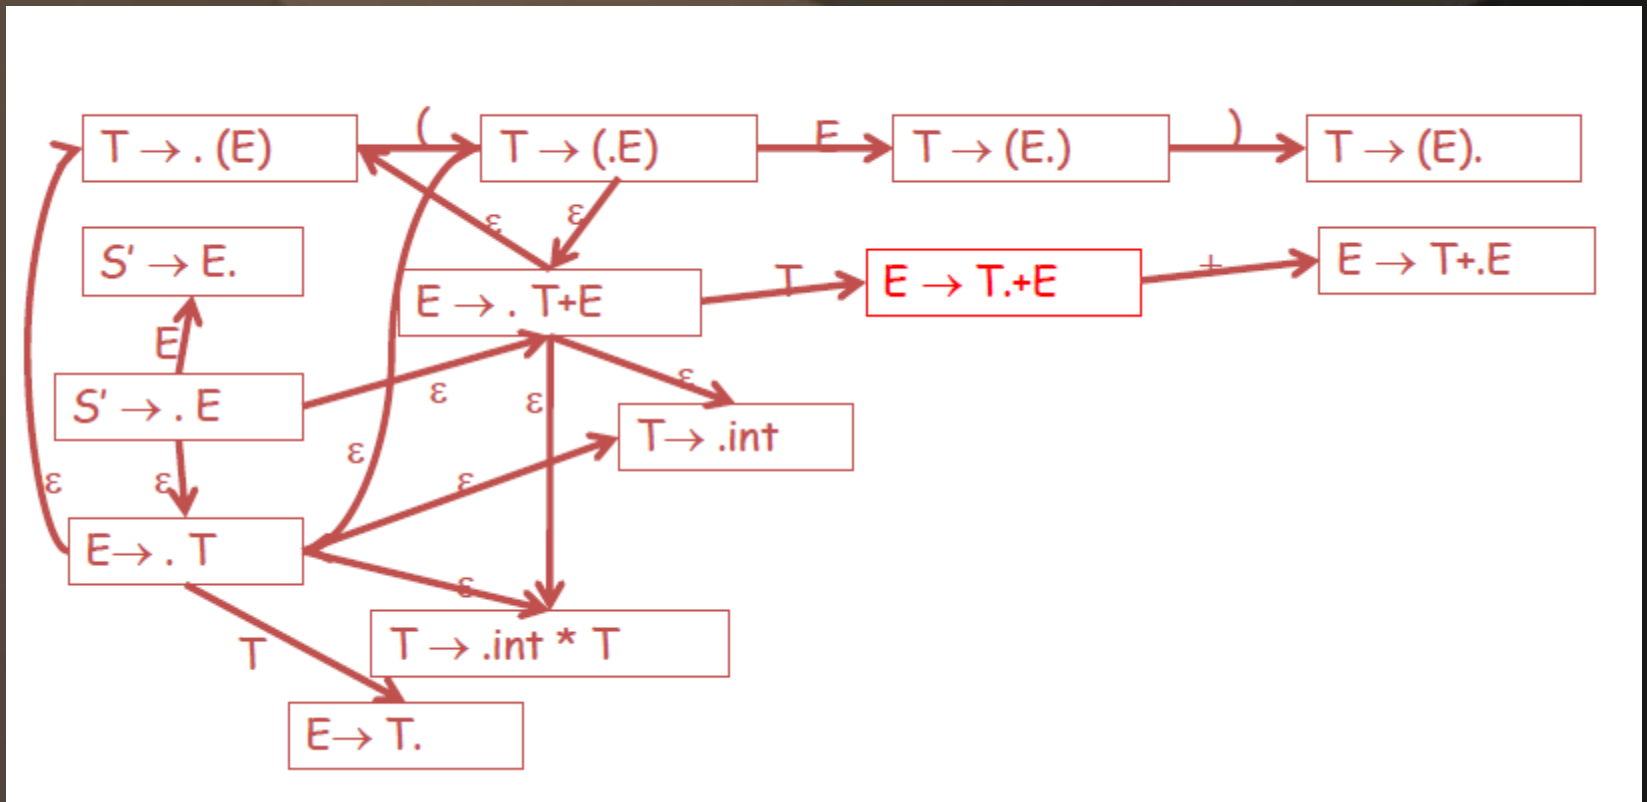 (
E
)
T → . (E)
T → (.E)
T → (E.)
T → (E).
ε
ε
S' → E.
E → . T+E
T
E → T.+E
+
E → T+.E
E
ε
ε
ε
S' → . E
T→ .int
ε
ε
ε
ε
E→ . T
ε
T
T → .int * T
E→ T.